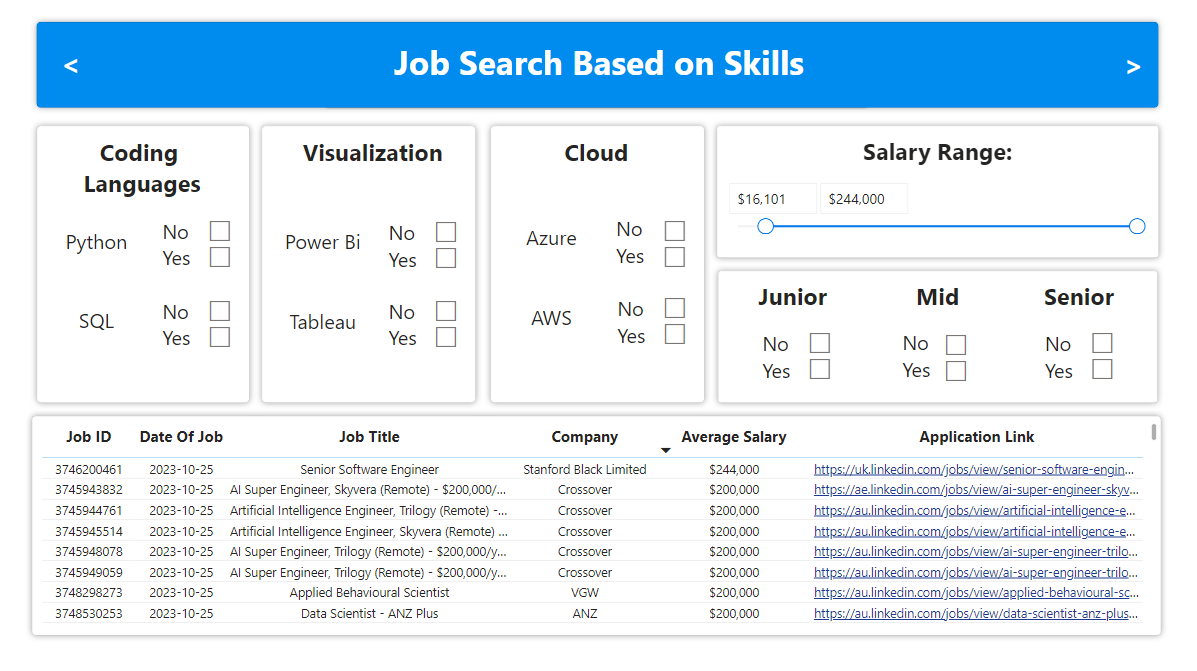 <
Job Search Based on Skills
>
Coding
Languages
Python
No
Yes
SQL
No
Yes
Visualization
Power Bi
No
Yes
Tableau
No
Yes
Cloud
Azure
No
Yes
AWS
No
Yes
Salary Range:
$16,101 $244,000
Junior Mid Senior
No No No
Yes Yes Yes
Job ID Date Of Job Job Title Company Average Salary Application Link
3746200461 2023-10-25 Senior Software Engineer Stanford Black Limited $244,000 https://uk.linkedin.com/jobs/view/senior-software-engin...
3745943832 2023-10-25 AI Super Engineer, Skyvera (Remote) - $200,000/... Crossover $200,000 https://ae.linkedin.com/jobs/view/ai-super-engineer-skyv...
3745944761 2023-10-25 Artificial Intelligence Engineer, Trilogy (Remote) -... Crossover $200,000 https://au.linkedin.com/jobs/view/artificial-intelligence-e...
3745945514 2023-10-25 Artificial Intelligence Engineer, Skyvera (Remote) ... Crossover $200,000 https://au.linkedin.com/jobs/view/artificial-intelligence-e...
3745948078 2023-10-25 AI Super Engineer, Trilogy (Remote) - $200,000/y... Crossover $200,000 https://au.linkedin.com/jobs/view/ai-super-engineer-trilo...
3745949059 2023-10-25 AI Super Engineer, Trilogy (Remote) - $200,000/y... Crossover $200,000 https://au.linkedin.com/jobs/view/ai-super-engineer-trilo...
3748298273 2023-10-25 Applied Behavioural Scientist VGW $200,000 https://au.linkedin.com/jobs/view/applied-behavioural-sc...
3748530253 2023-10-25 Data Scientist - ANZ Plus ANZ $200,000 https://au.linkedin.com/jobs/view/data-scientist-anz-plus...